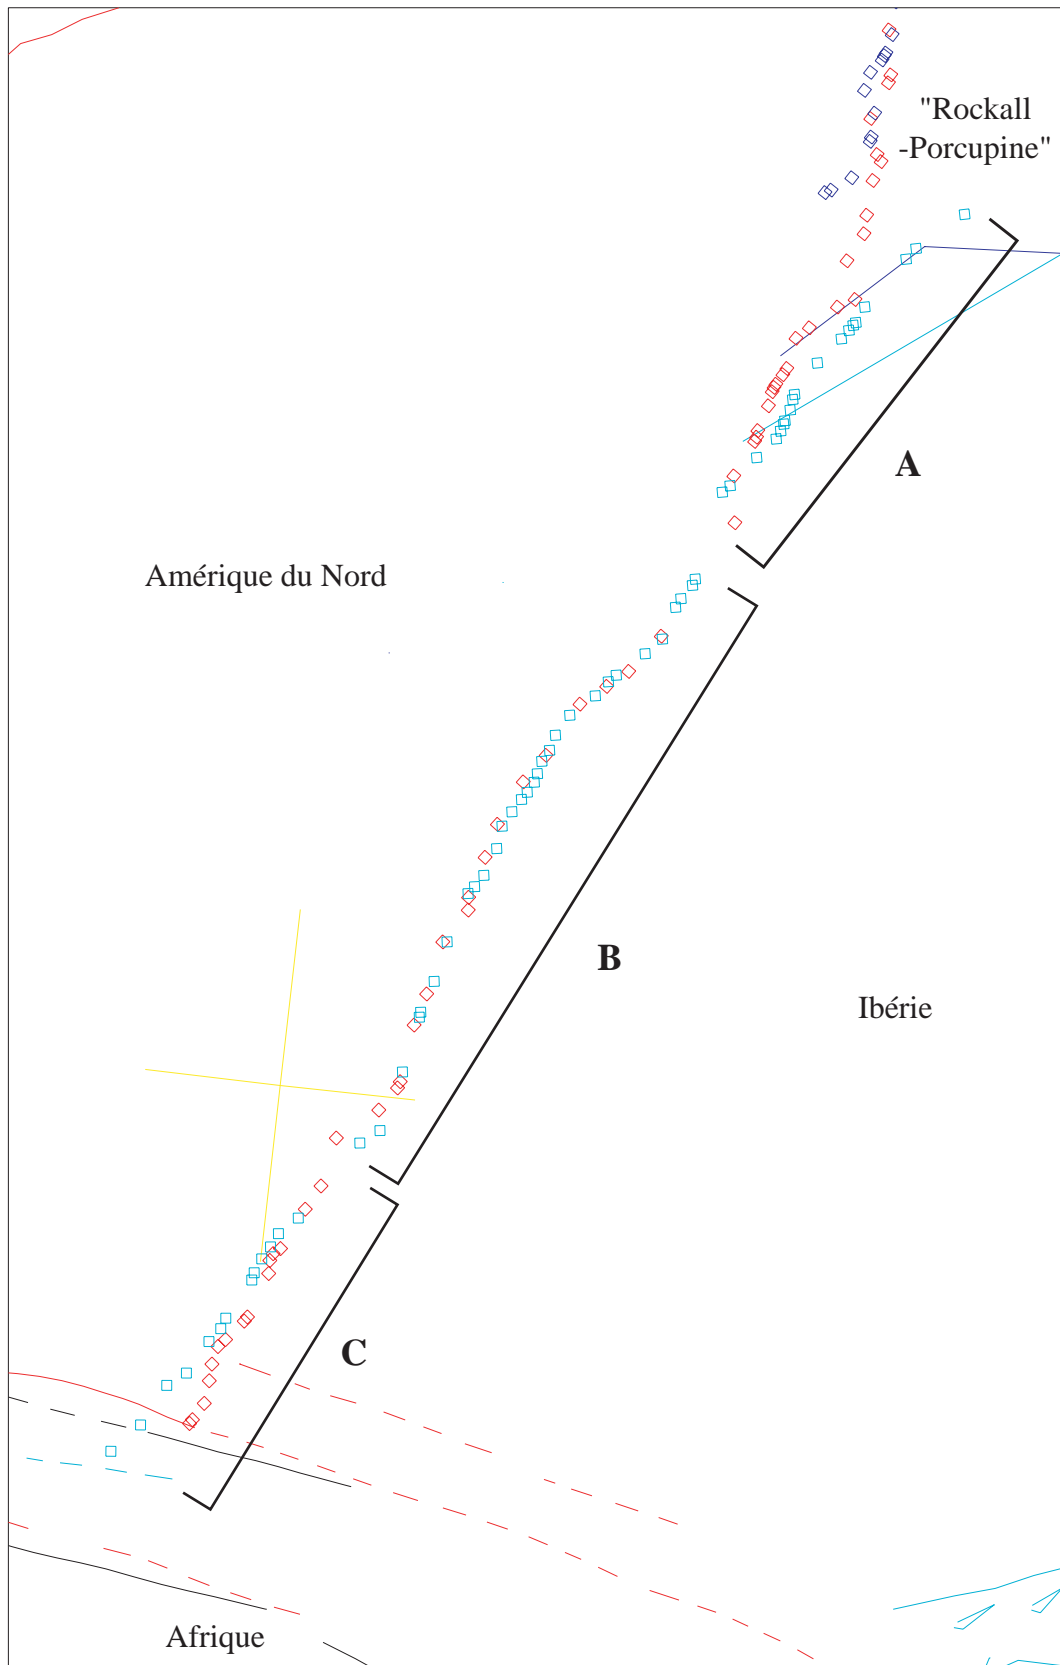 "Rockall
-Porcupine"
A
Amérique du Nord
B
Ibérie
C
Afrique